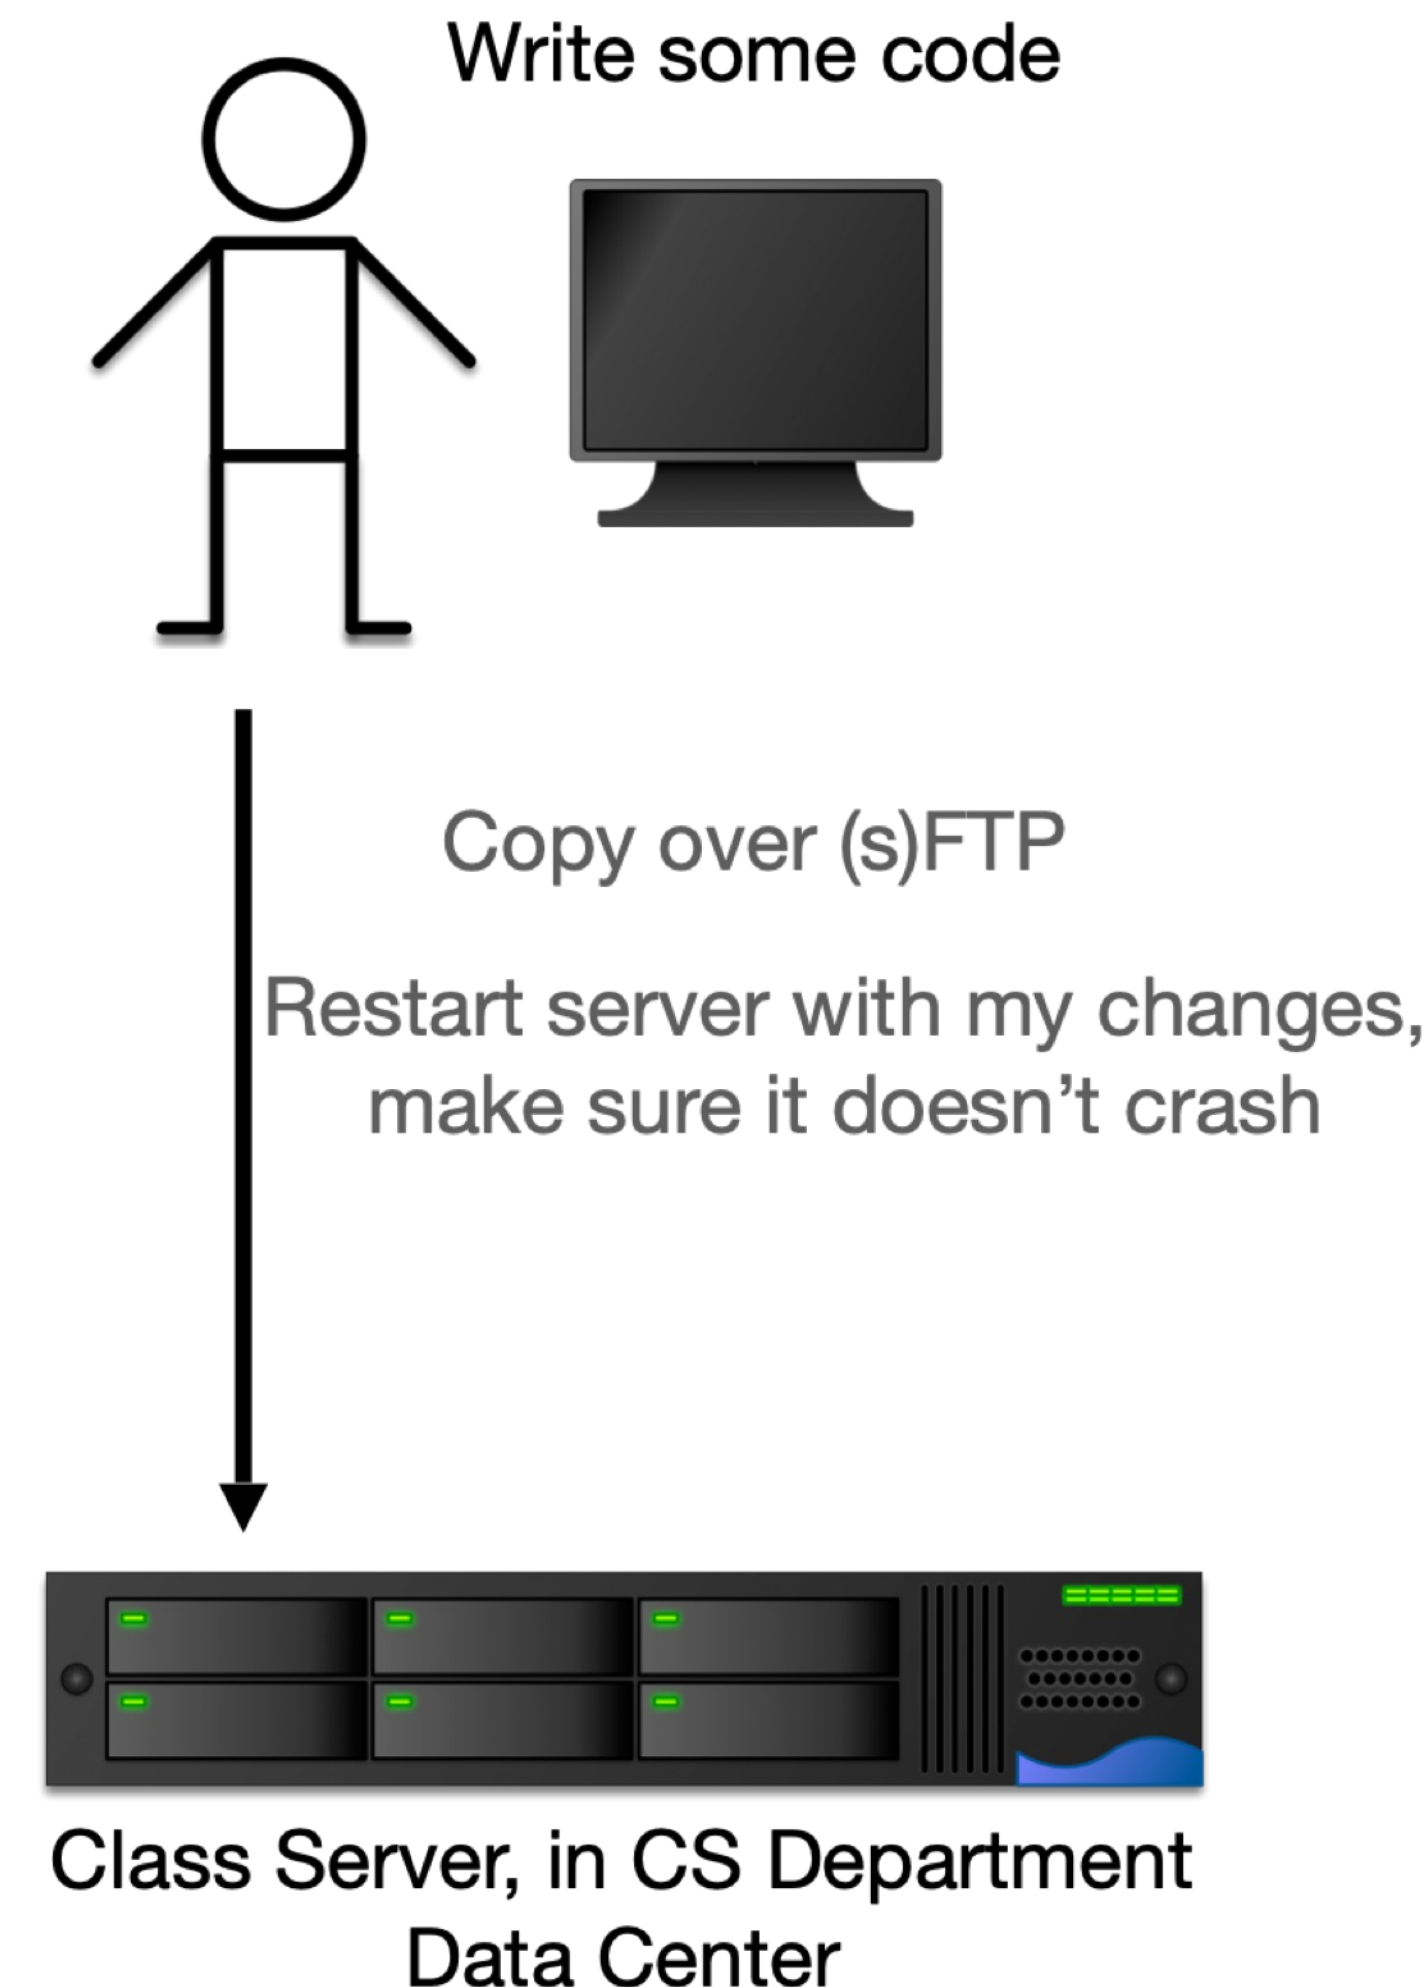 Write some code
Copy over (s)FTP
Restart server with my changes,
make sure it doesn’t crash
Class Server, in CS Department
Data Center